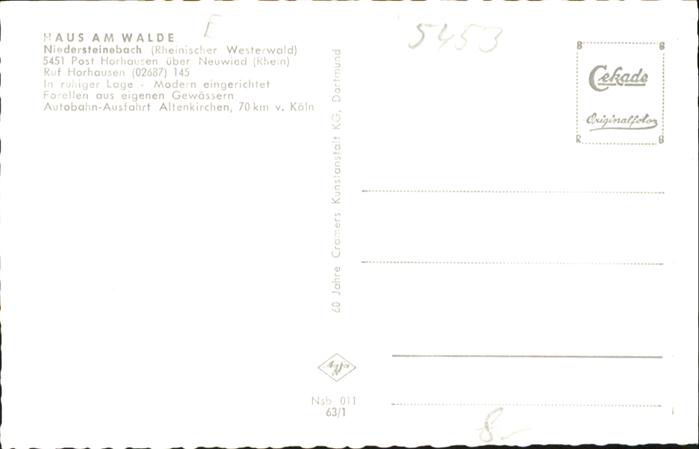 HAUS AM WALDE
Niedersteinebach (Rheinischer Westerwald)
5451 Post Horhausen über Neuwied (Rhein)
Ruf Horhausen (02687) 145
In ruhiger Lage - Modern eingerichtet
Forellen aus eigenen Gewässern
Autobahn-Ausfahrt Altenkirchen, 70 km v. Köln
E
5453
60 Jahre Cramers Kunstanstalt KG, Dortmund
B B
Cekade
Originalfoto
R B
Agfa
Nsb 011
63/1
8.-